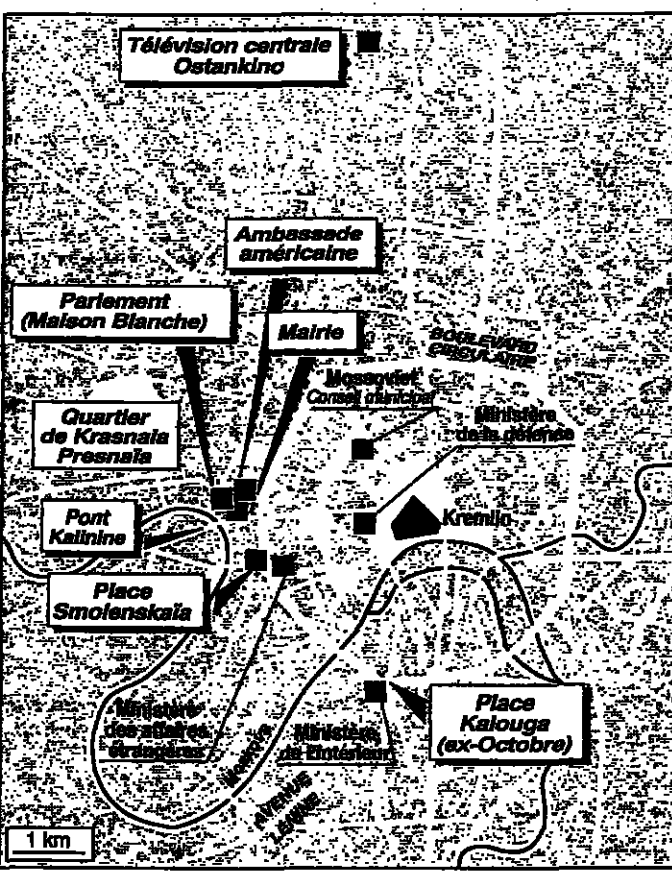 Télévision centrale
Ostankino
Ambassade
américaine
Parlement
(Maison Blanche)
Mairie
BOULEVARD
CIRCULAIRE
Mossoviet
Conseil municipal
Ministère
de la défense
Quartier
de Krasnaïa
Presnaïa
Pont
Kalinine
Kremlin
Place
Smolenskaïa
Ministère
des affaires
étrangères
Moskova
Ministère
de l'intérieur
Place
Kalouga
(ex-Octobre)
AVENUE
LENINE
1 km